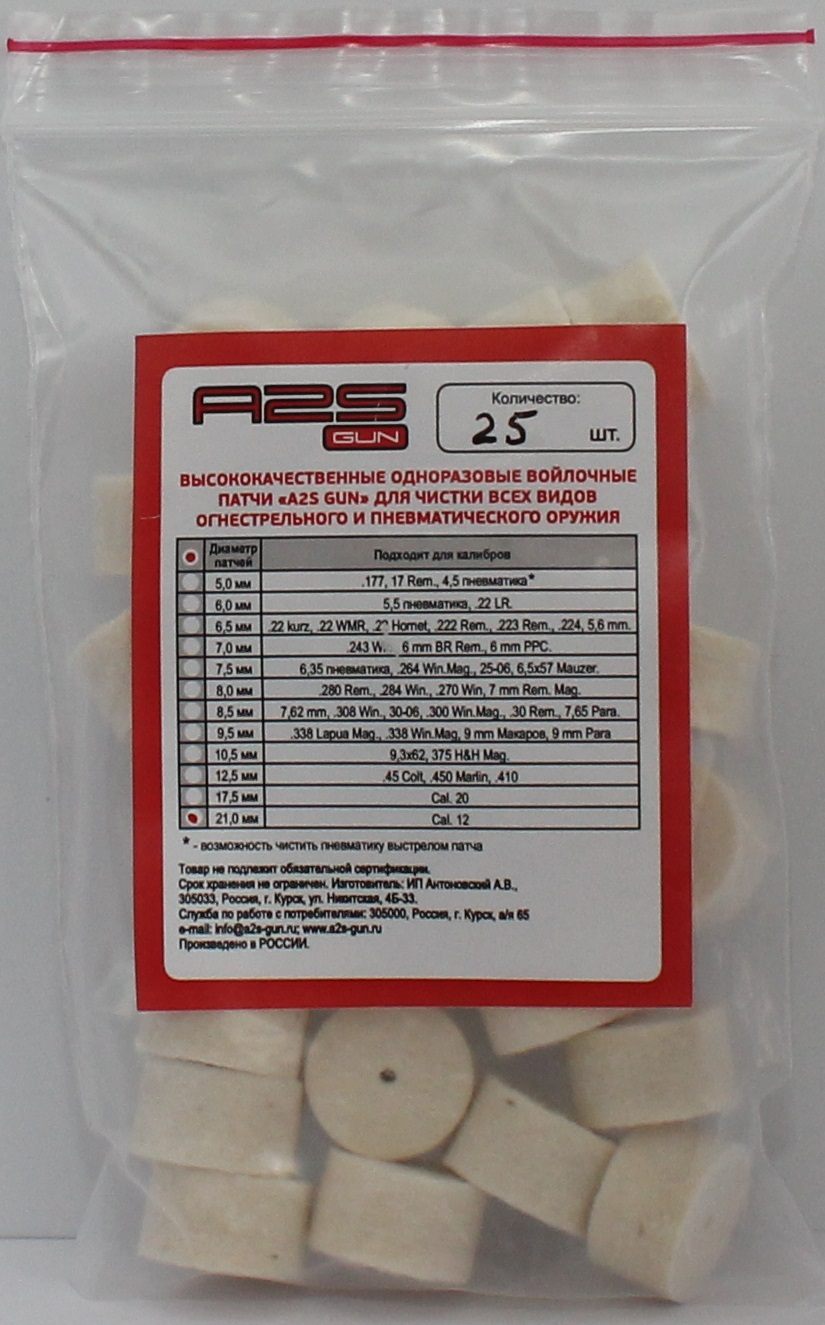 A2S
GUN
Количество:
25 шт.
ВЫСОКОКАЧЕСТВЕННЫЕ ОДНОРАЗОВЫЕ ВОЙЛОЧНЫЕ
ПАТЧИ «A2S GUN» ДЛЯ ЧИСТКИ ВСЕХ ВИДОВ
ОГНЕСТРЕЛЬНОГО И ПНЕВМАТИЧЕСКОГО ОРУЖИЯ
Диаметр патчей Подходит для калибров
5,0 мм .177, 17 Rem., 4,5 пневматика*
6,0 мм 5,5 пневматика, .22 LR.
6,5 мм .22 kurz, .22 WMR, Hornet, .222 Rem., .223 Rem., .224, 5,6 mm.
7,0 мм .243 6 mm BR Rem., 6 mm PPC.
7,5 мм 6,35 пневматика, .264 Win.Mag., 25-06, 6,5x57 Mauzer.
8,0 мм .280 Rem., .284 Win., .270 Win, 7 mm Rem. Mag.
8,5 мм 7,62 mm, .308 Win., 30-06, .300 Win.Mag., .30 Rem., 7,65 Para.
9,5 мм .338 Lapua Mag., .338 Win.Mag, 9 mm Макаров, 9 mm Para
10,5 мм 9,3x62, 375 H&H Mag.
12,5 мм .45 Colt, .450 Marlin, .410
17,5 мм Cal. 20
21,0 мм Cal. 12
* - возможность чистить пневматику выстрелом патча
Товар не подлежит обязательной сертификации.
Срок хранения не ограничен. Изготовитель: ИП Антоновский А.В.,
305033, Россия, г. Курск, ул. Никитская, 4Б-33.
Служба по работе с потребителями: 305000, Россия, г. Курск, а/я 65
e-mail: info@a2s-gun.ru; www.a2s-gun.ru
Произведено в РОССИИ.